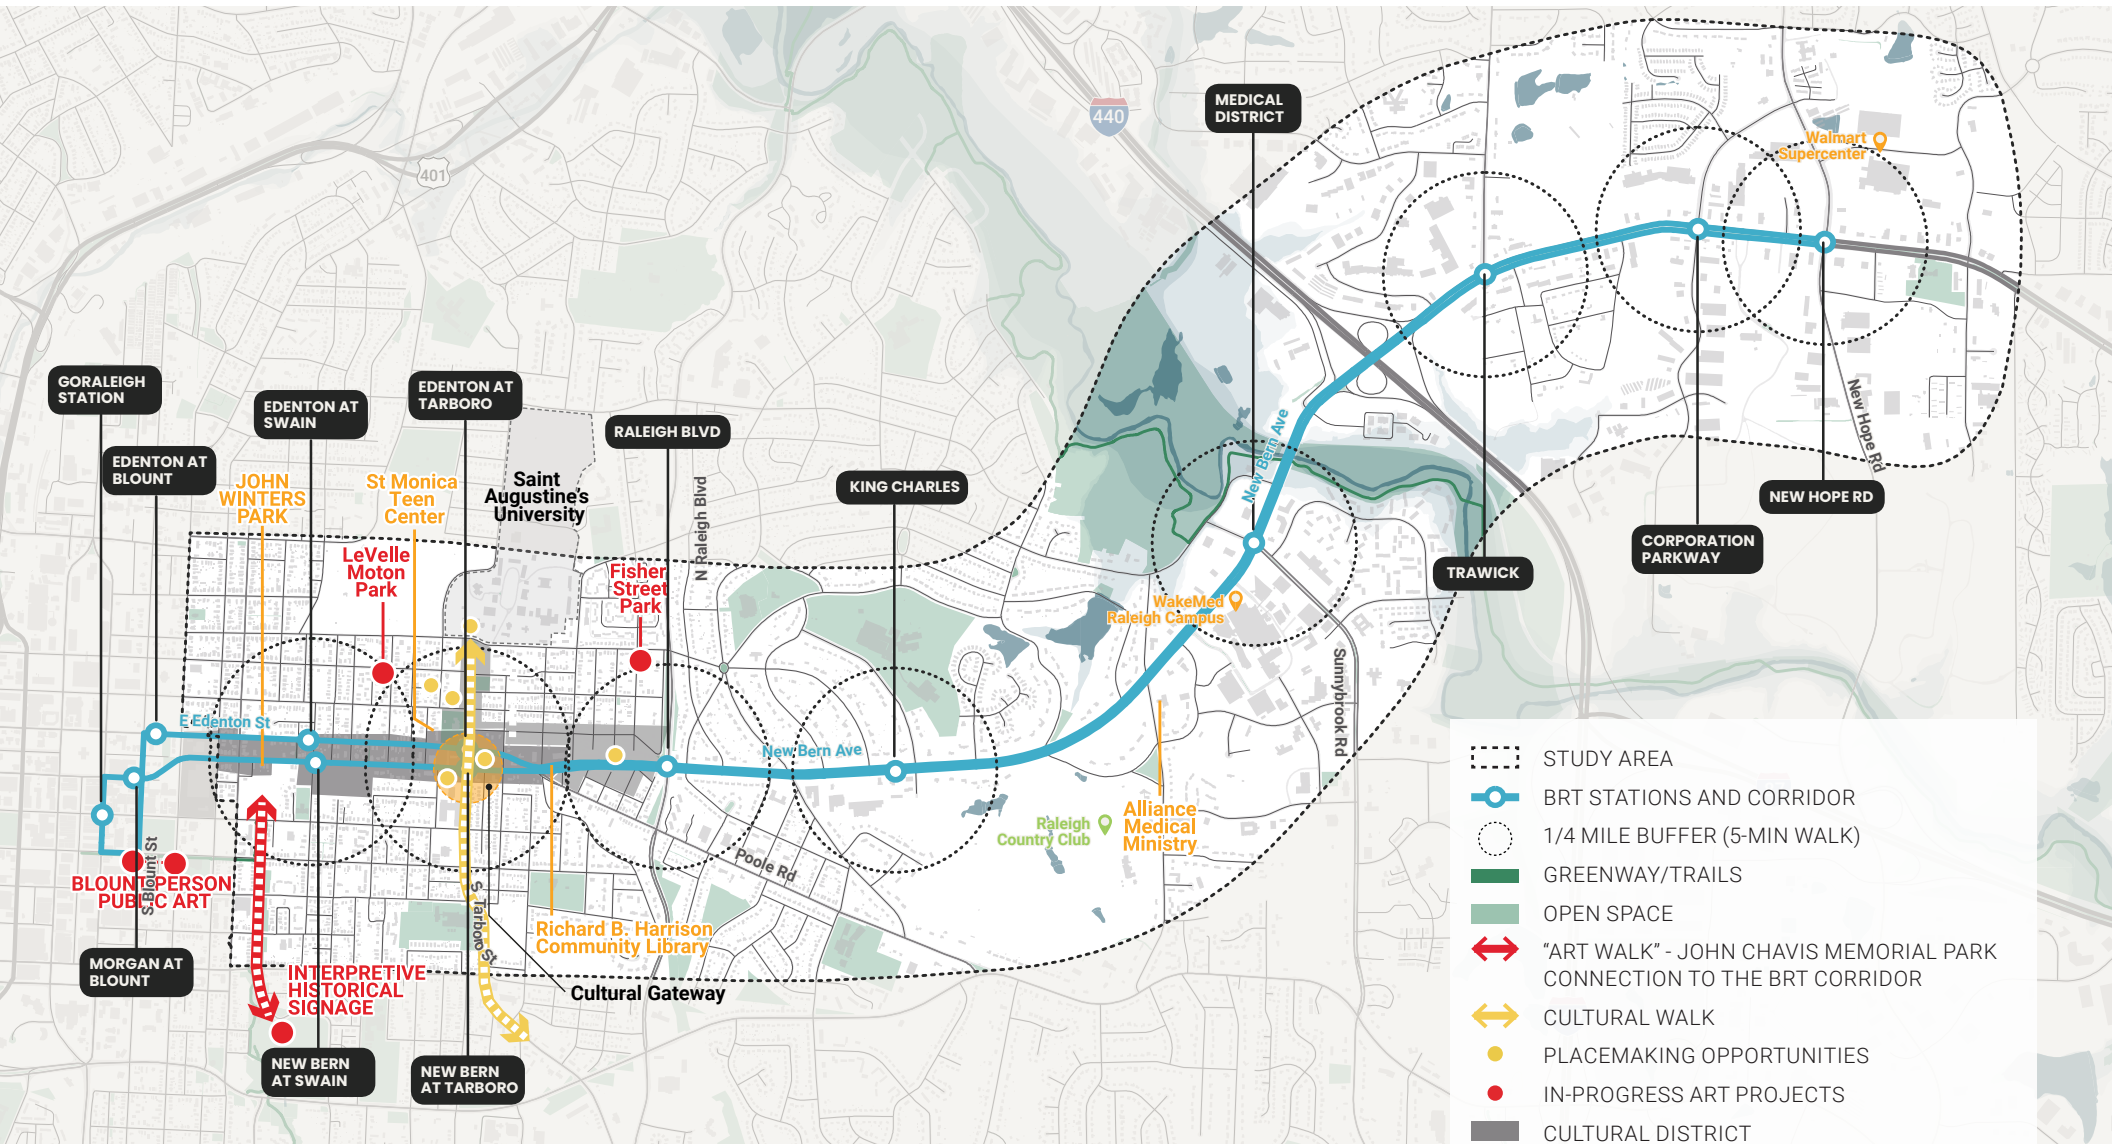 440
401
MEDICAL
DISTRICT
Walmart
Supercenter
GORALEIGH
STATION
EDENTON AT
SWAIN
EDENTON AT
TARBORO
RALEIGH BLVD
EDENTON AT
BLOUNT
JOHN
WINTERS
PARK
St Monica
Teen
Center
Saint
Augustine's
University
KING CHARLES
N Raleigh Blvd
New Bern Ave
New Hope Rd
NEW HOPE RD
CORPORATION
PARKWAY
TRAWICK
LeVelle
Moton
Park
Fisher
Street
Park
WakeMed
Raleigh Campus
Sunnybrook Rd
E Edenton St
New Bern Ave
Raleigh
Country Club
Alliance
Medical
Ministry
Poole Rd
S Blount St
BLOUNT PERSON
PUBLIC ART
S Tarboro St
Richard B. Harrison
Community Library
MORGAN AT
BLOUNT
INTERPRETIVE
HISTORICAL
SIGNAGE
Cultural Gateway
NEW BERN
AT SWAIN
NEW BERN
AT TARBORO
STUDY AREA
BRT STATIONS AND CORRIDOR
1/4 MILE BUFFER (5-MIN WALK)
GREENWAY/TRAILS
OPEN SPACE
“ART WALK” - JOHN CHAVIS MEMORIAL PARK
CONNECTION TO THE BRT CORRIDOR
CULTURAL WALK
PLACEMAKING OPPORTUNITIES
IN-PROGRESS ART PROJECTS
CULTURAL DISTRICT